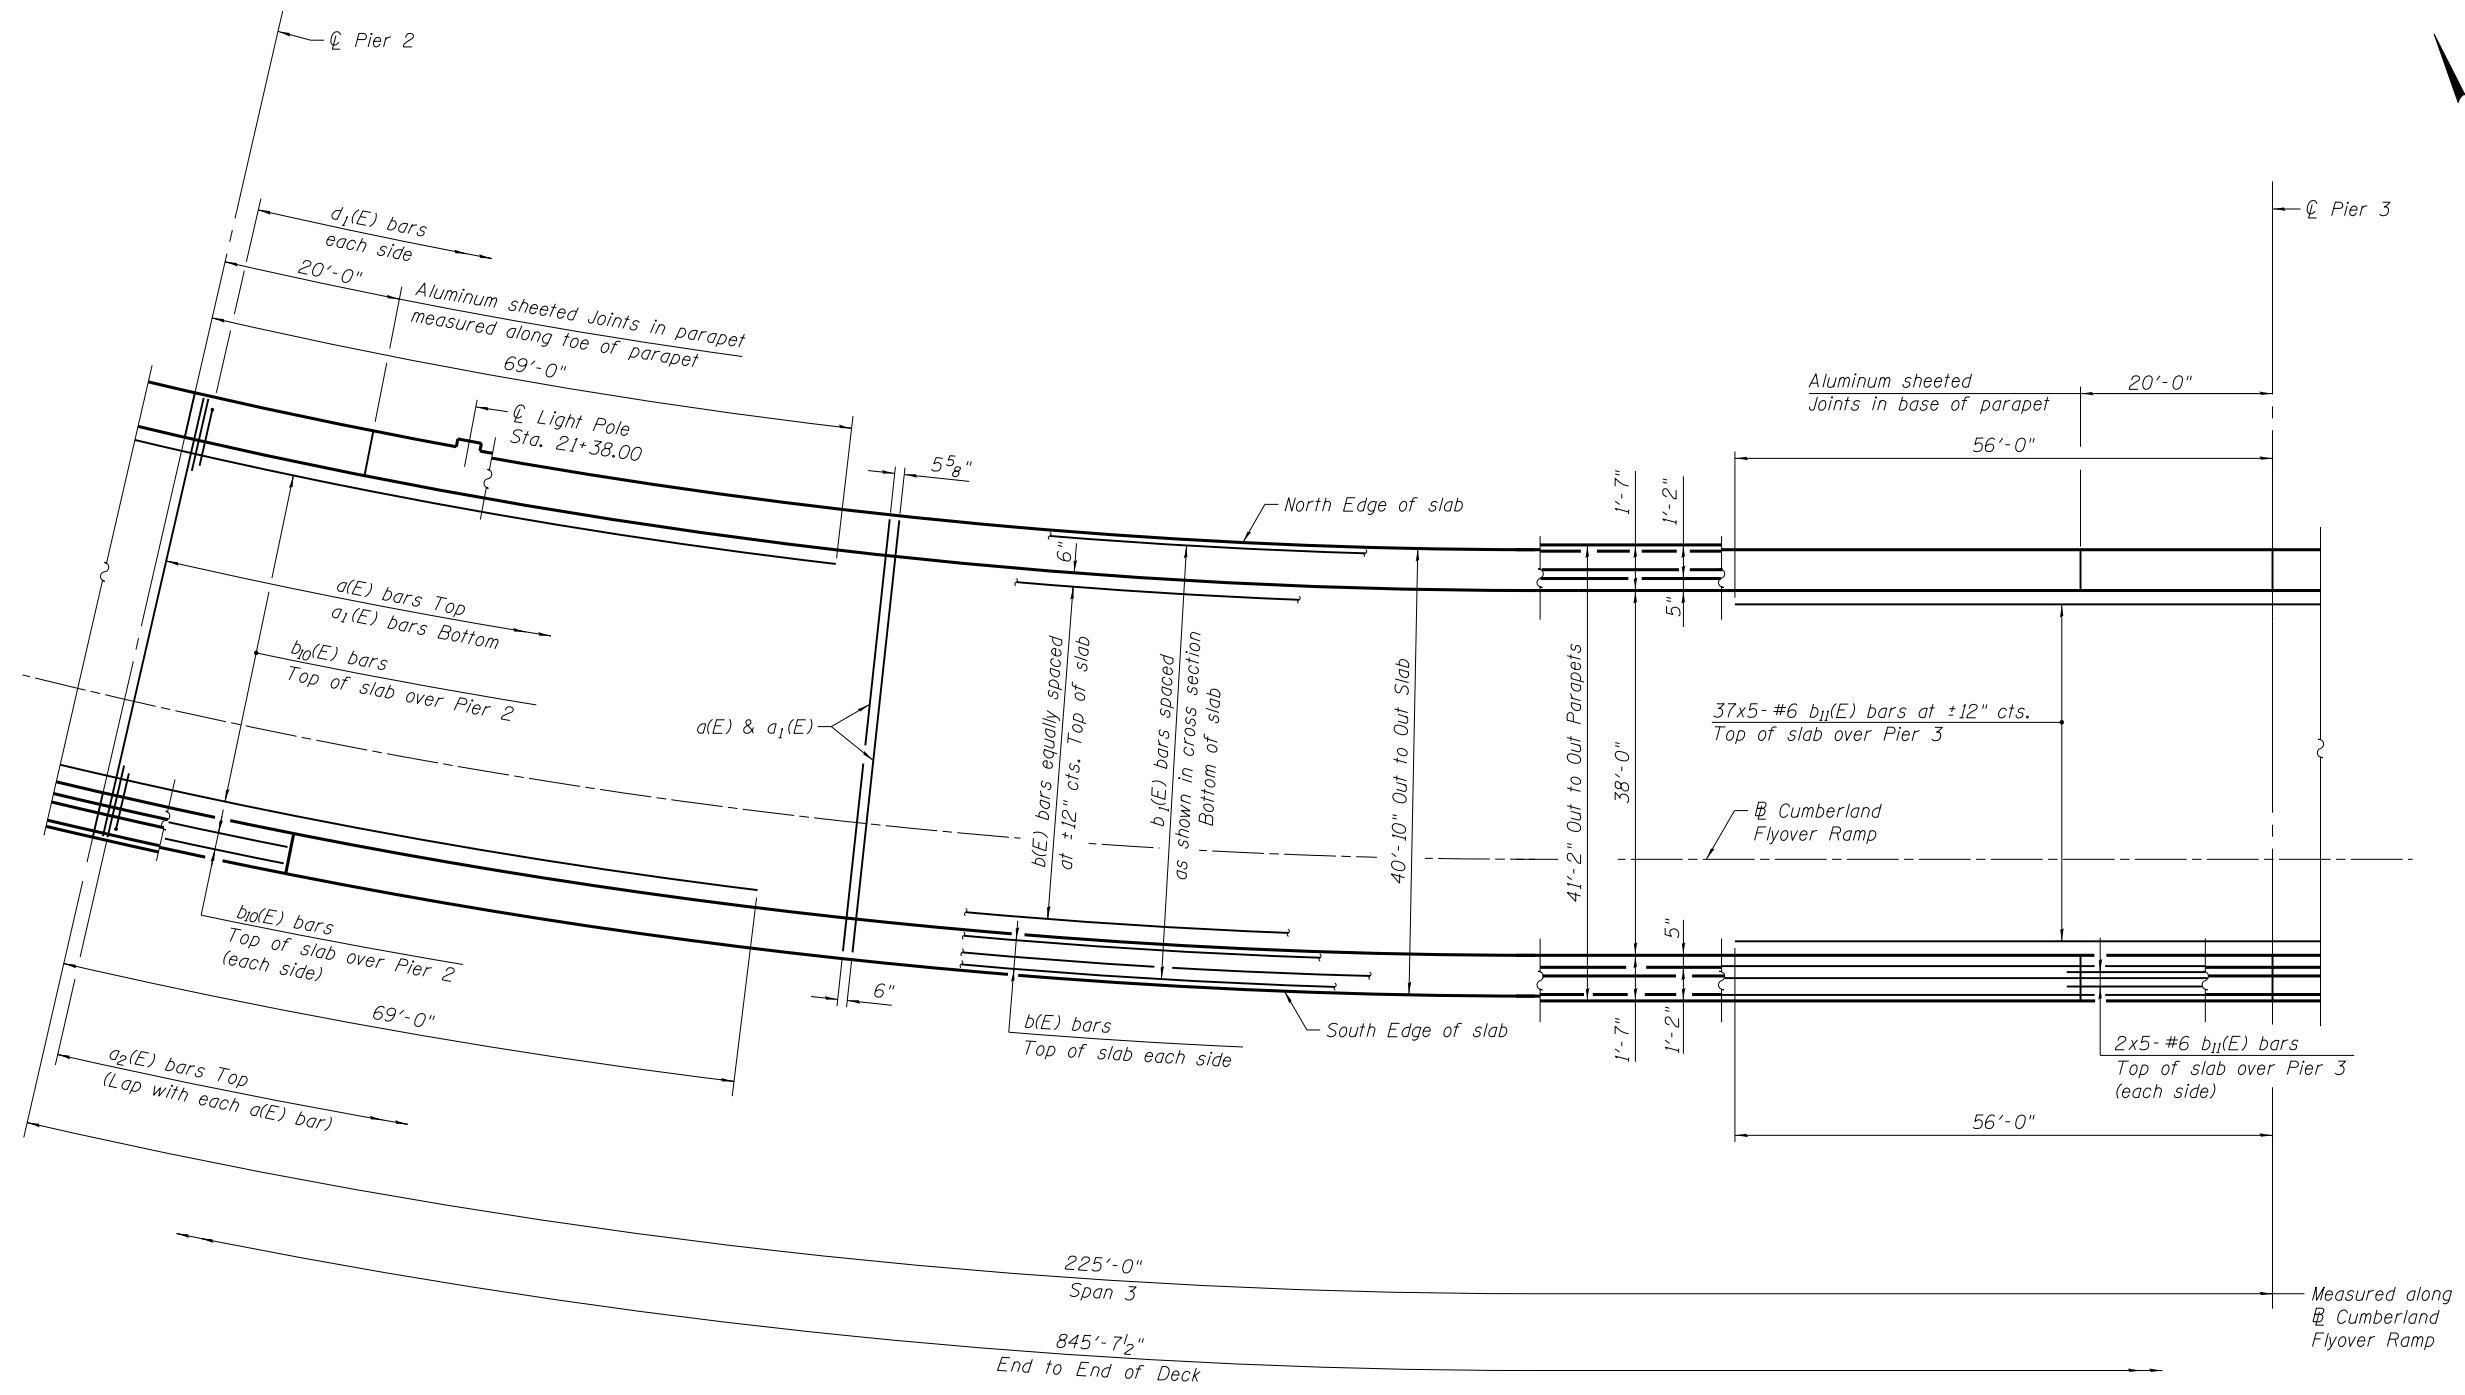 ℄ Pier 2
℄ Pier 3
d1(E) bars
each side
20'-0"
Aluminum sheeted Joints in parapet
measured along toe of parapet
69'-0"
℄ Light Pole
Sta. 21+38.00
5 5/8"
North Edge of slab
6"
1'-7"
1'-2"
5"
Aluminum sheeted
Joints in base of parapet
20'-0"
56'-0"
a(E) bars Top
a1(E) bars Bottom
b10(E) bars
Top of slab over Pier 2
a(E) & a1(E)
b(E) bars equally spaced
at ±12" cts. Top of slab
b1(E) bars spaced
as shown in cross section
Bottom of slab
40'-10" Out to Out Slab
41'-2" Out to Out Parapets
38'-0"
37x5-#6 b11(E) bars at ±12" cts.
Top of slab over Pier 3
⅊ Cumberland
Flyover Ramp
b10(E) bars
Top of slab over Pier 2
(each side)
69'-0"
6"
b(E) bars
Top of slab each side
South Edge of slab
5"
1'-7"
1'-2"
2x5-#6 b11(E) bars
Top of slab over Pier 3
(each side)
56'-0"
a2(E) bars Top
(Lap with each a(E) bar)
225'-0"
Span 3
845'-7 1/2"
End to End of Deck
Measured along
⅊ Cumberland
Flyover Ramp